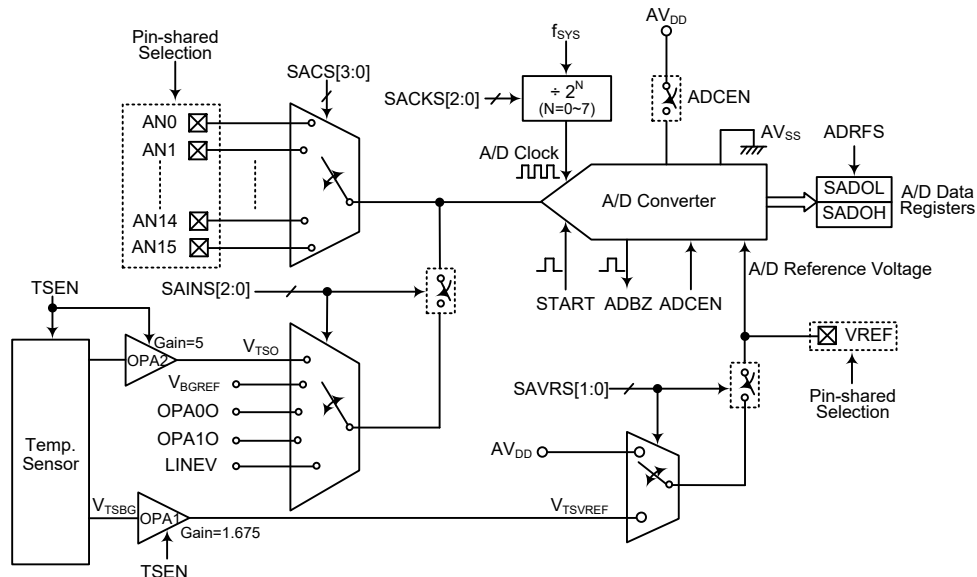 Pin-shared
Selection
SACS[3:0]
AN0
AN1
AN14
AN15
fSYS
SACKS[2:0]
÷ 2N
(N=0~7)
A/D Clock
AVDD
ADCEN
AVSS
ADRFS
A/D Converter
SADOL
SADOH
A/D Data
Registers
START
ADBZ
ADCEN
A/D Reference Voltage
VREF
Pin-shared
Selection
SAINS[2:0]
TSEN
Gain=5
OPA2
VTSO
VBGREF
OPA0O
OPA1O
LINEV
Temp.
Sensor
SAVRS[1:0]
AVDD
VTSBG
OPA1
Gain=1.675
VTSVREF
TSEN